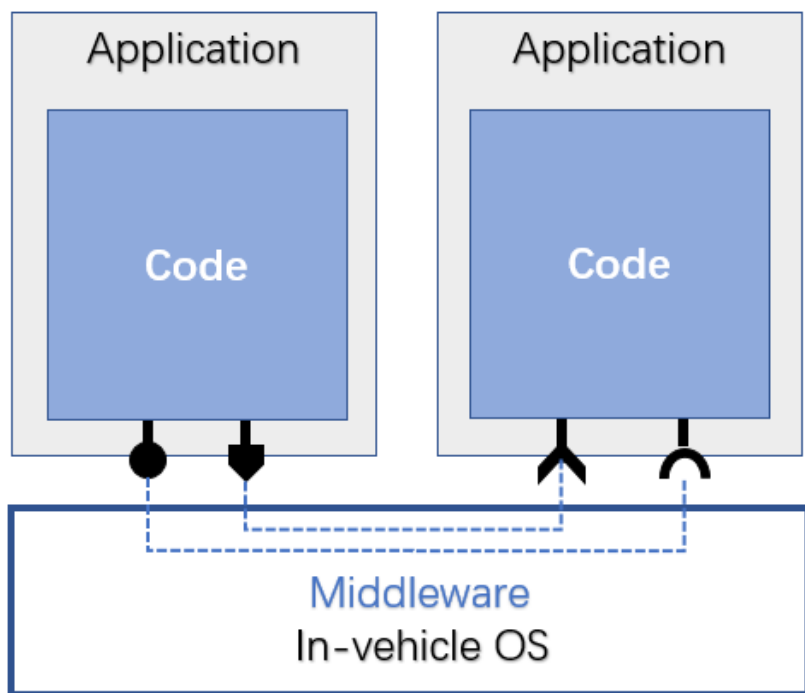 Application
Application
Code
Code
Middleware
In-vehicle OS